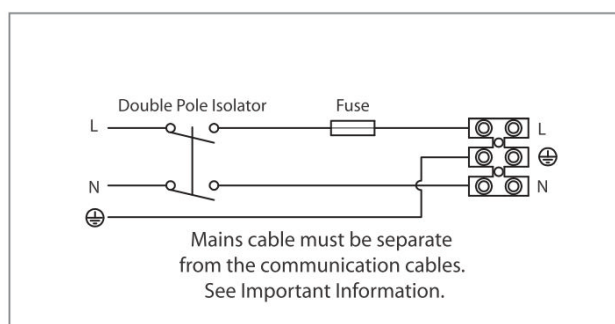 Double Pole Isolator Fuse
L L
N N
Mains cable must be separate
from the communication cables.
See Important Information.